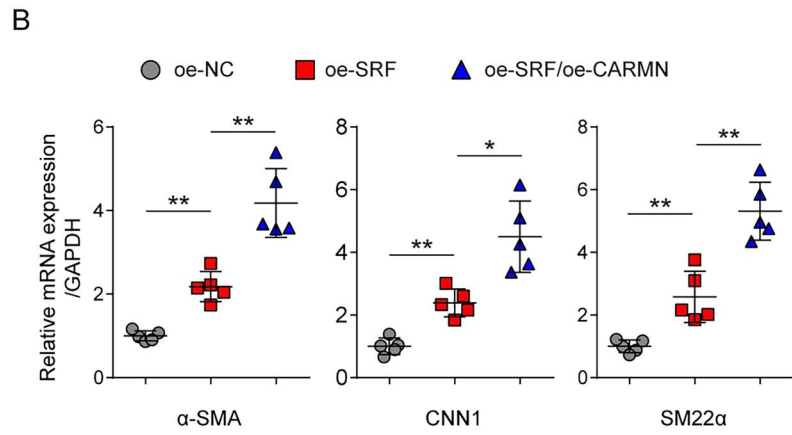 B
oe-NC oe-SRF oe-SRF/oe-CARMN
Relative mRNA expression
/GAPDH
6
4
2
0
**
**
α-SMA
8
6
4
2
0
**
*
CNN1
8
6
4
2
0
**
**
SM22α